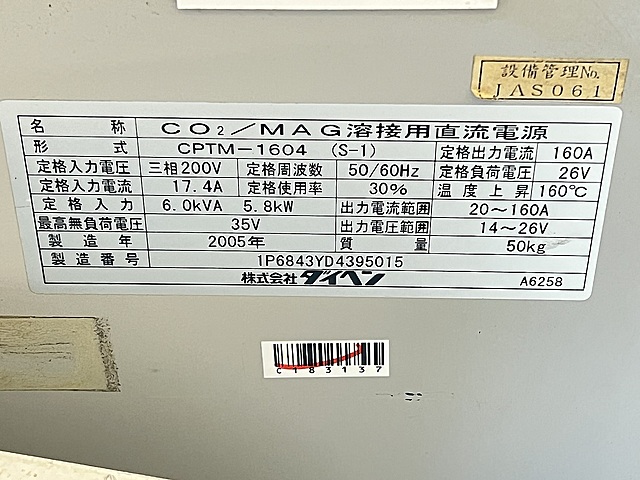 設備管理No.
JAS061
名称 CO2/MAG溶接用直流電源
形式 CPTM-1604 (S-1) 定格出力電流 160A
定格入力電圧 三相200V 定格周波数 50/60Hz 定格負荷電圧 26V
定格入力電流 17.4A 定格使用率 30% 温度上昇 160℃
定格入力 6.0kVA 5.8kW 出力電流範囲 20～160A
最高無負荷電圧 35V 出力電圧範囲 14～26V
製造年 2005年 質量 50kg
製造番号 1P6843YD4395015
株式会社ダイヘン A6258
C183137